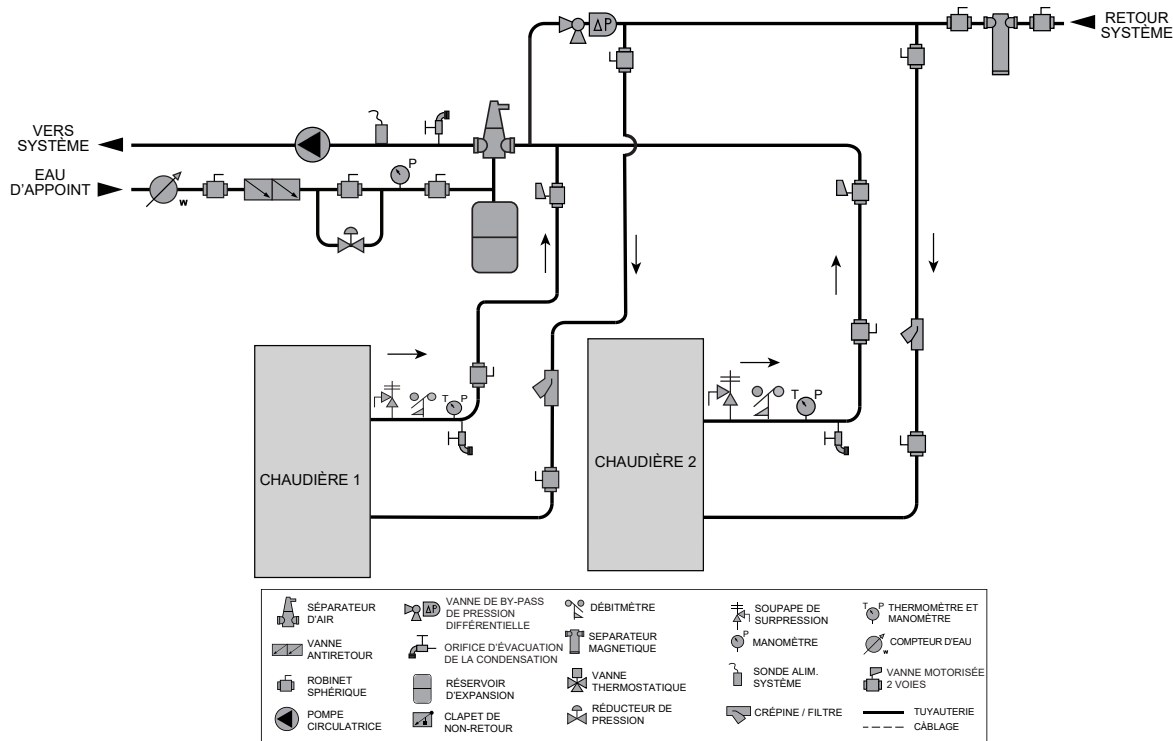 RETOUR
SYSTÈME
ΔP
VERS
SYSTÈME
EAU
D'APPOINT
P
W
CHAUDIÈRE 1
T P
CHAUDIÈRE 2
T P
SÉPARATEUR
D'AIR
VANNE
ANTIRETOUR
ROBINET
SPHÉRIQUE
POMPE
CIRCULATRICE
ΔP
VANNE DE BY-PASS
DE PRESSION
DIFFÉRENTIELLE
ORIFICE D'ÉVACUATION
DE LA CONDENSATION
RÉSERVOIR
D'EXPANSION
CLAPET DE
NON-RETOUR
DÉBITMÈTRE
SEPARATEUR
MAGNETIQUE
VANNE
THERMOSTATIQUE
RÉDUCTEUR DE
PRESSION
SOUPAPE DE
SURPRESSION
P
MANOMÈTRE
SONDE ALIM.
SYSTÈME
CRÉPINE / FILTRE
T P
THERMOMÈTRE ET
MANOMÈTRE
W
COMPTEUR D'EAU
VANNE MOTORISÉE
2 VOIES
TUYAUTERIE
CÀBLAGE